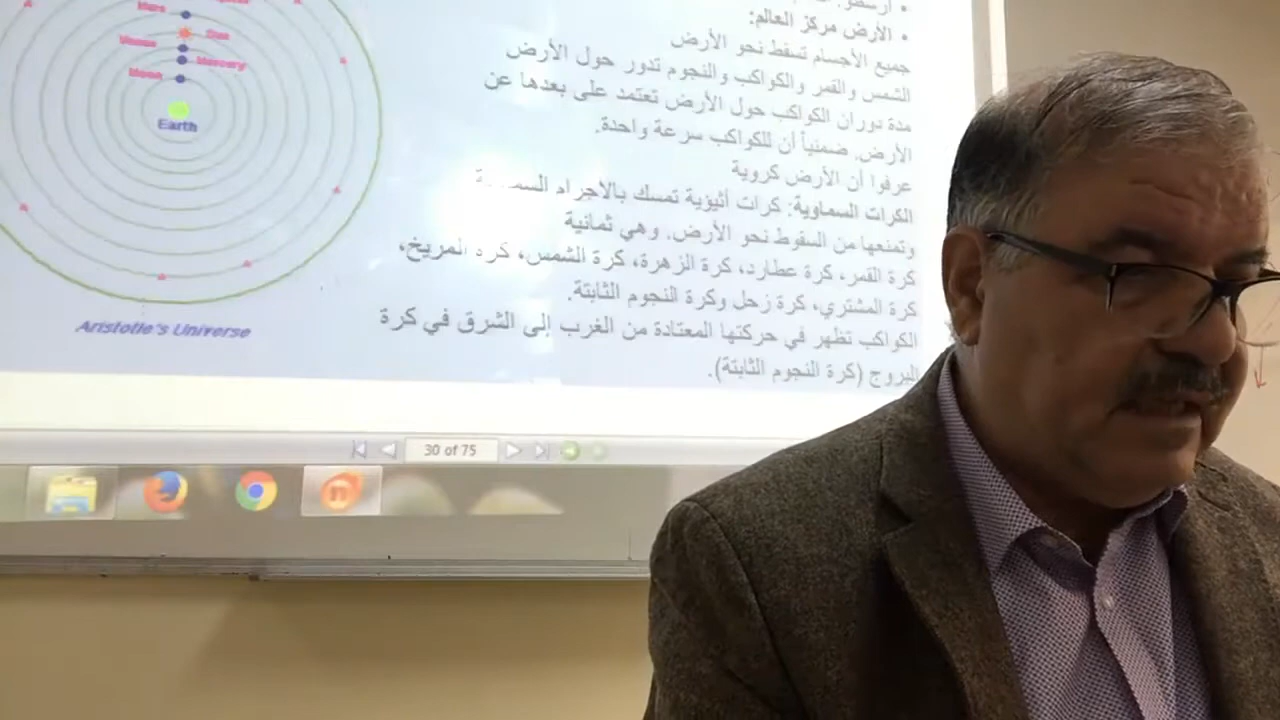 • أرسطو:
• الأرض مركز العالم:
جميع الأجسام تسقط نحو الأرض
الشمس والقمر والكواكب والنجوم تدور حول الأرض
مدة دوران الكواكب حول الأرض تعتمد على بعدها عن
الأرض. ضمنياً أن للكواكب سرعة واحدة.
عرفوا أن الأرض كروية
الكرات السماوية: كرات أثيرية تمسك بالأجرام
وتمنعها من السقوط نحو الأرض. وهي ثمانية
كرة القمر، كرة عطارد، كرة الزهرة، كرة الشمس، كرة المريخ،
كرة المشتري، كرة زحل وكرة النجوم الثابتة.
الكواكب تظهر في حركتها المعتادة من الغرب إلى الشرق في كرة
البروج (كرة النجوم الثابتة).
Mars
Sun
Venus
Mercury
Moon
Earth
Aristotle's Universe
30 of 75